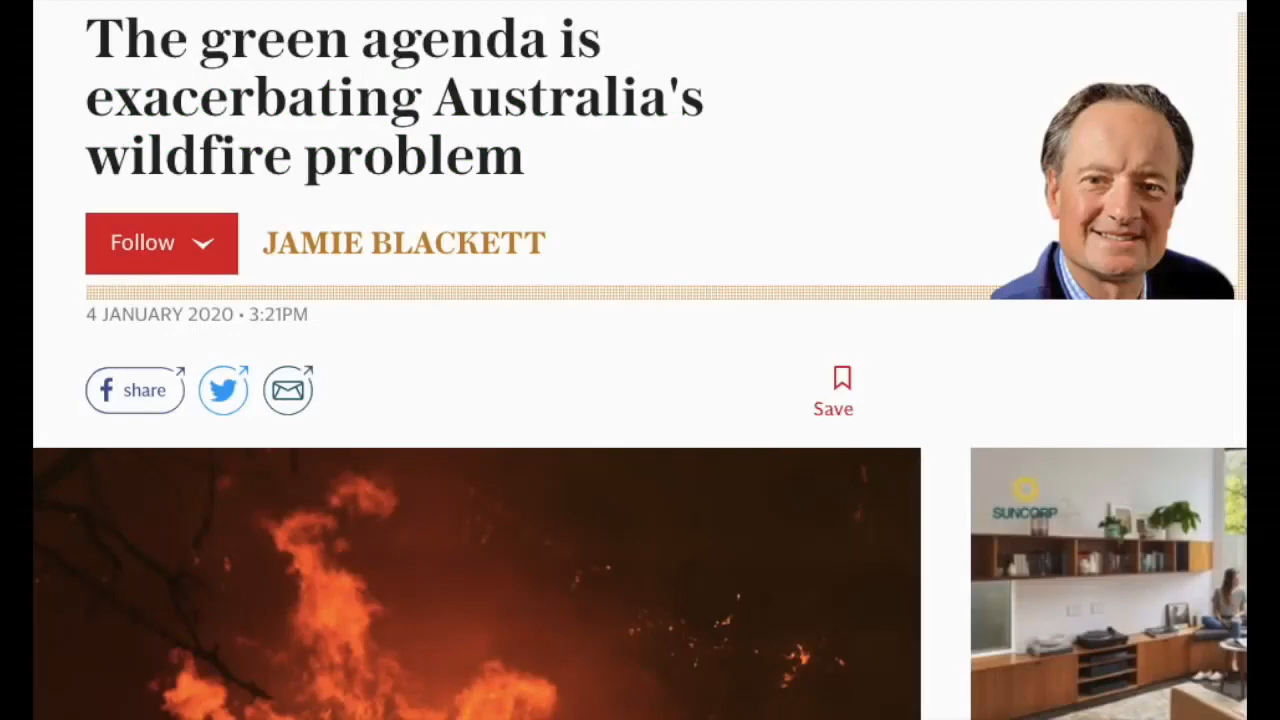 The green agenda is
exacerbating Australia's
wildfire problem
Follow
JAMIE BLACKETT
4 JANUARY 2020 • 3:21PM
share
Save
SUNCORP